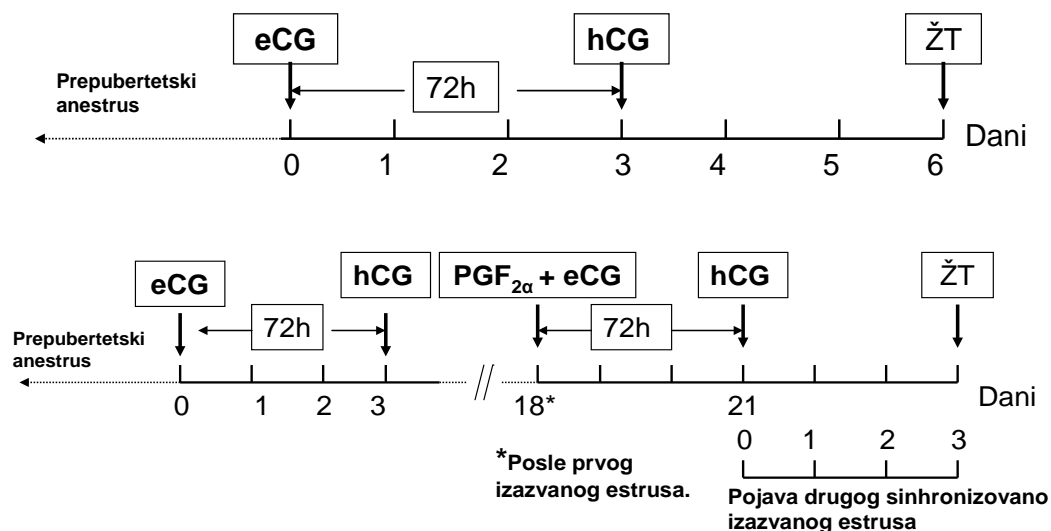 eCG hCG ŽT
Prepubertetski
anestrus
72h
Dani
0 1 2 3 4 5 6
eCG hCG PGF2α + eCG hCG ŽT
72h 72h
Prepubertetski
anestrus
Dani
0 1 2 3 18* 21
0 1 2 3
*Posle prvog
izazvanog estrusa.
Pojava drugog sinhronizovano
izazvanog estrusa